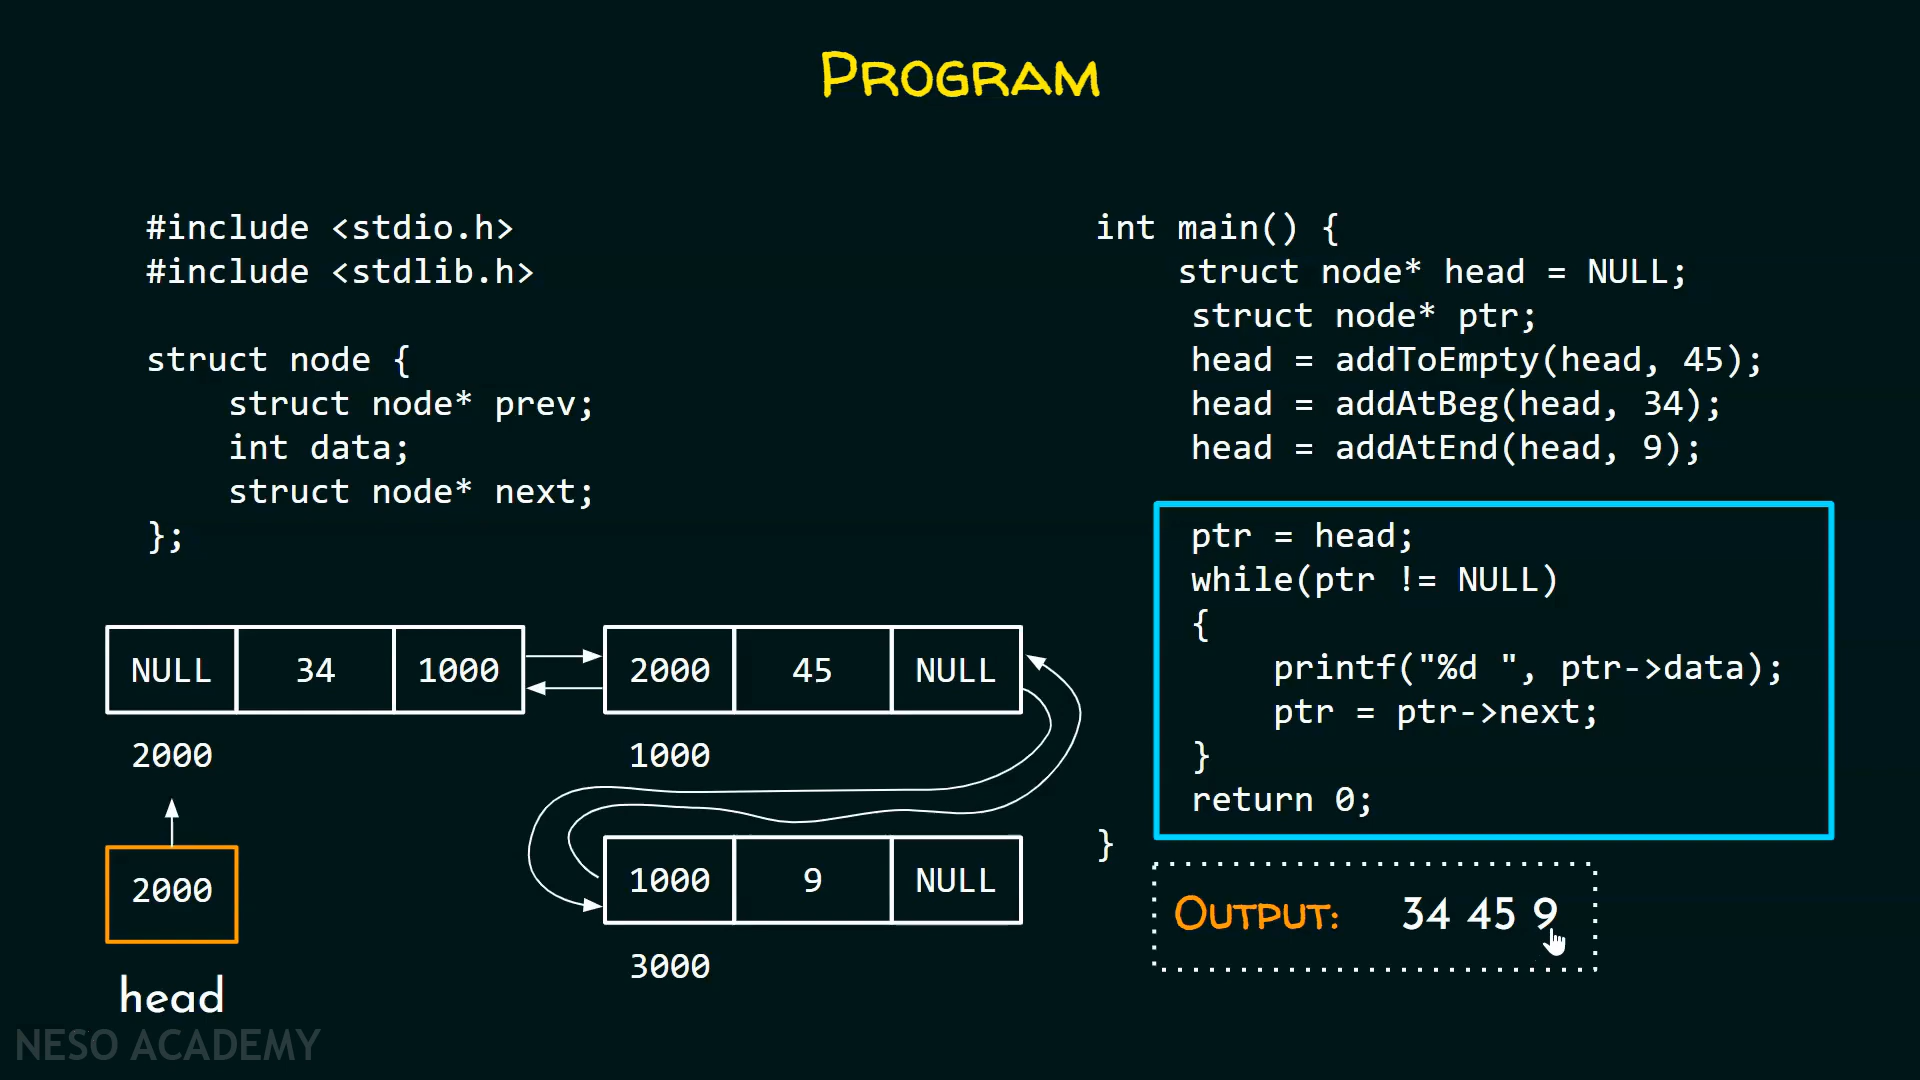 PROGRAM
#include <stdio.h>
#include <stdlib.h>
struct node {
struct node* prev;
int data;
struct node* next;
};
int main() {
struct node* head = NULL;
struct node* ptr;
head = addToEmpty(head, 45);
head = addAtBeg(head, 34);
head = addAtEnd(head, 9);
ptr = head;
while(ptr != NULL)
{
printf("%d ", ptr->data);
ptr = ptr->next;
}
return 0;
}
NULL 34 1000 2000 45 NULL
2000 1000
1000 9 NULL
3000
2000
head
OUTPUT: 34 45 9
NESO ACADEMY